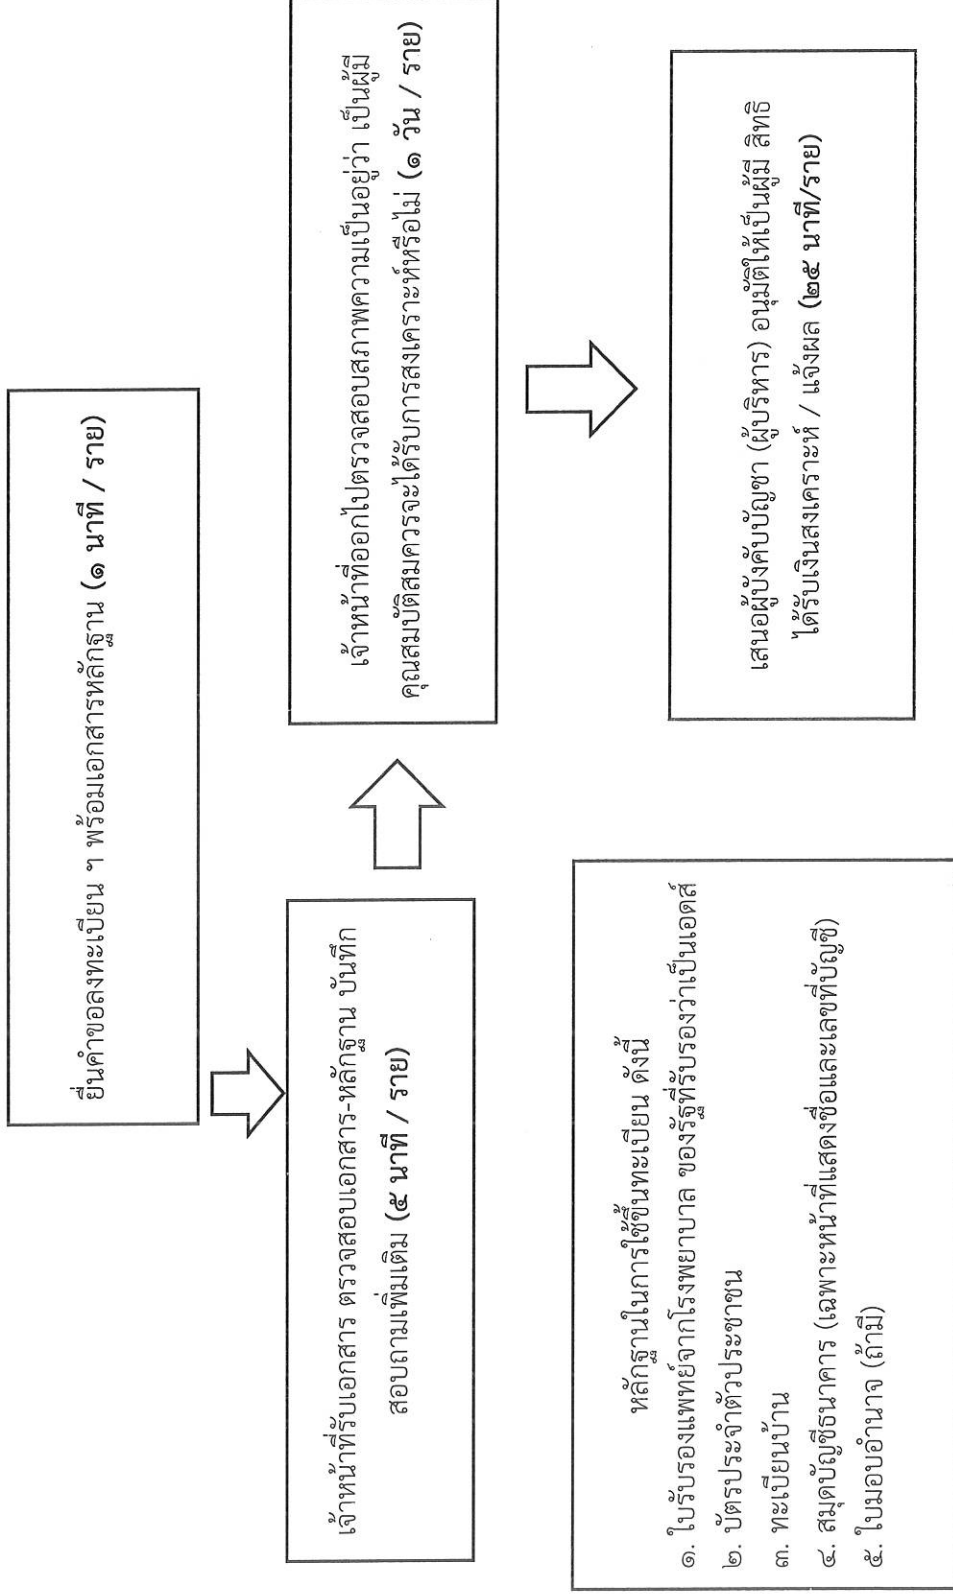 ยื่นคำขอลงทะเบียน ฯ พร้อมเอกสารหลักฐาน (๑ นาที / ราย)
เจ้าหน้าที่รับเอกสาร ตรวจสอบเอกสาร-หลักฐาน บันทึก
สอบถามเพิ่มเติม (๕ นาที / ราย)
เจ้าหน้าที่ออกไปตรวจสอบสภาพความเป็นอยู่ว่า เป็นผู้มี
คุณสมบัติสมควรจะได้รับการสงเคราะห์หรือไม่ (๑ วัน / ราย)
เสนอผู้บังคับบัญชา (ผู้บริหาร) อนุมัติให้เป็นผู้มี สิทธิ
ได้รับเงินสงเคราะห์ / แจ้งผล (๒๕ นาที/ราย)
หลักฐานในการใช้ขึ้นทะเบียน ดังนี้
๑. ใบรับรองแพทย์จากโรงพยาบาล ของรัฐที่รับรองว่าเป็นเอดส์
๒. บัตรประจำตัวประชาชน
๓. ทะเบียนบ้าน
๔. สมุดบัญชีธนาคาร (เฉพาะหน้าที่แสดงชื่อและเลขที่บัญชี)
๕. ใบมอบอำนาจ (ถ้ามี)